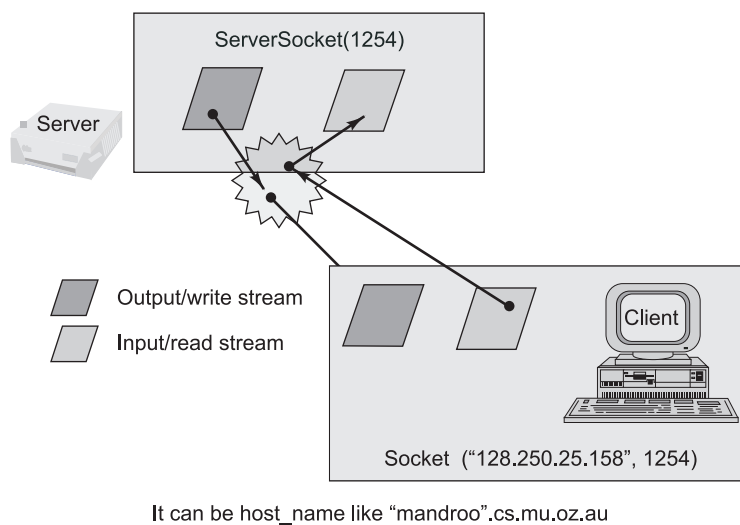 ServerSocket(1254)
Server
Output/write stream
Input/read stream
Client
Socket (“128.250.25.158”, 1254)
It can be host_name like “mandroo”.cs.mu.oz.au